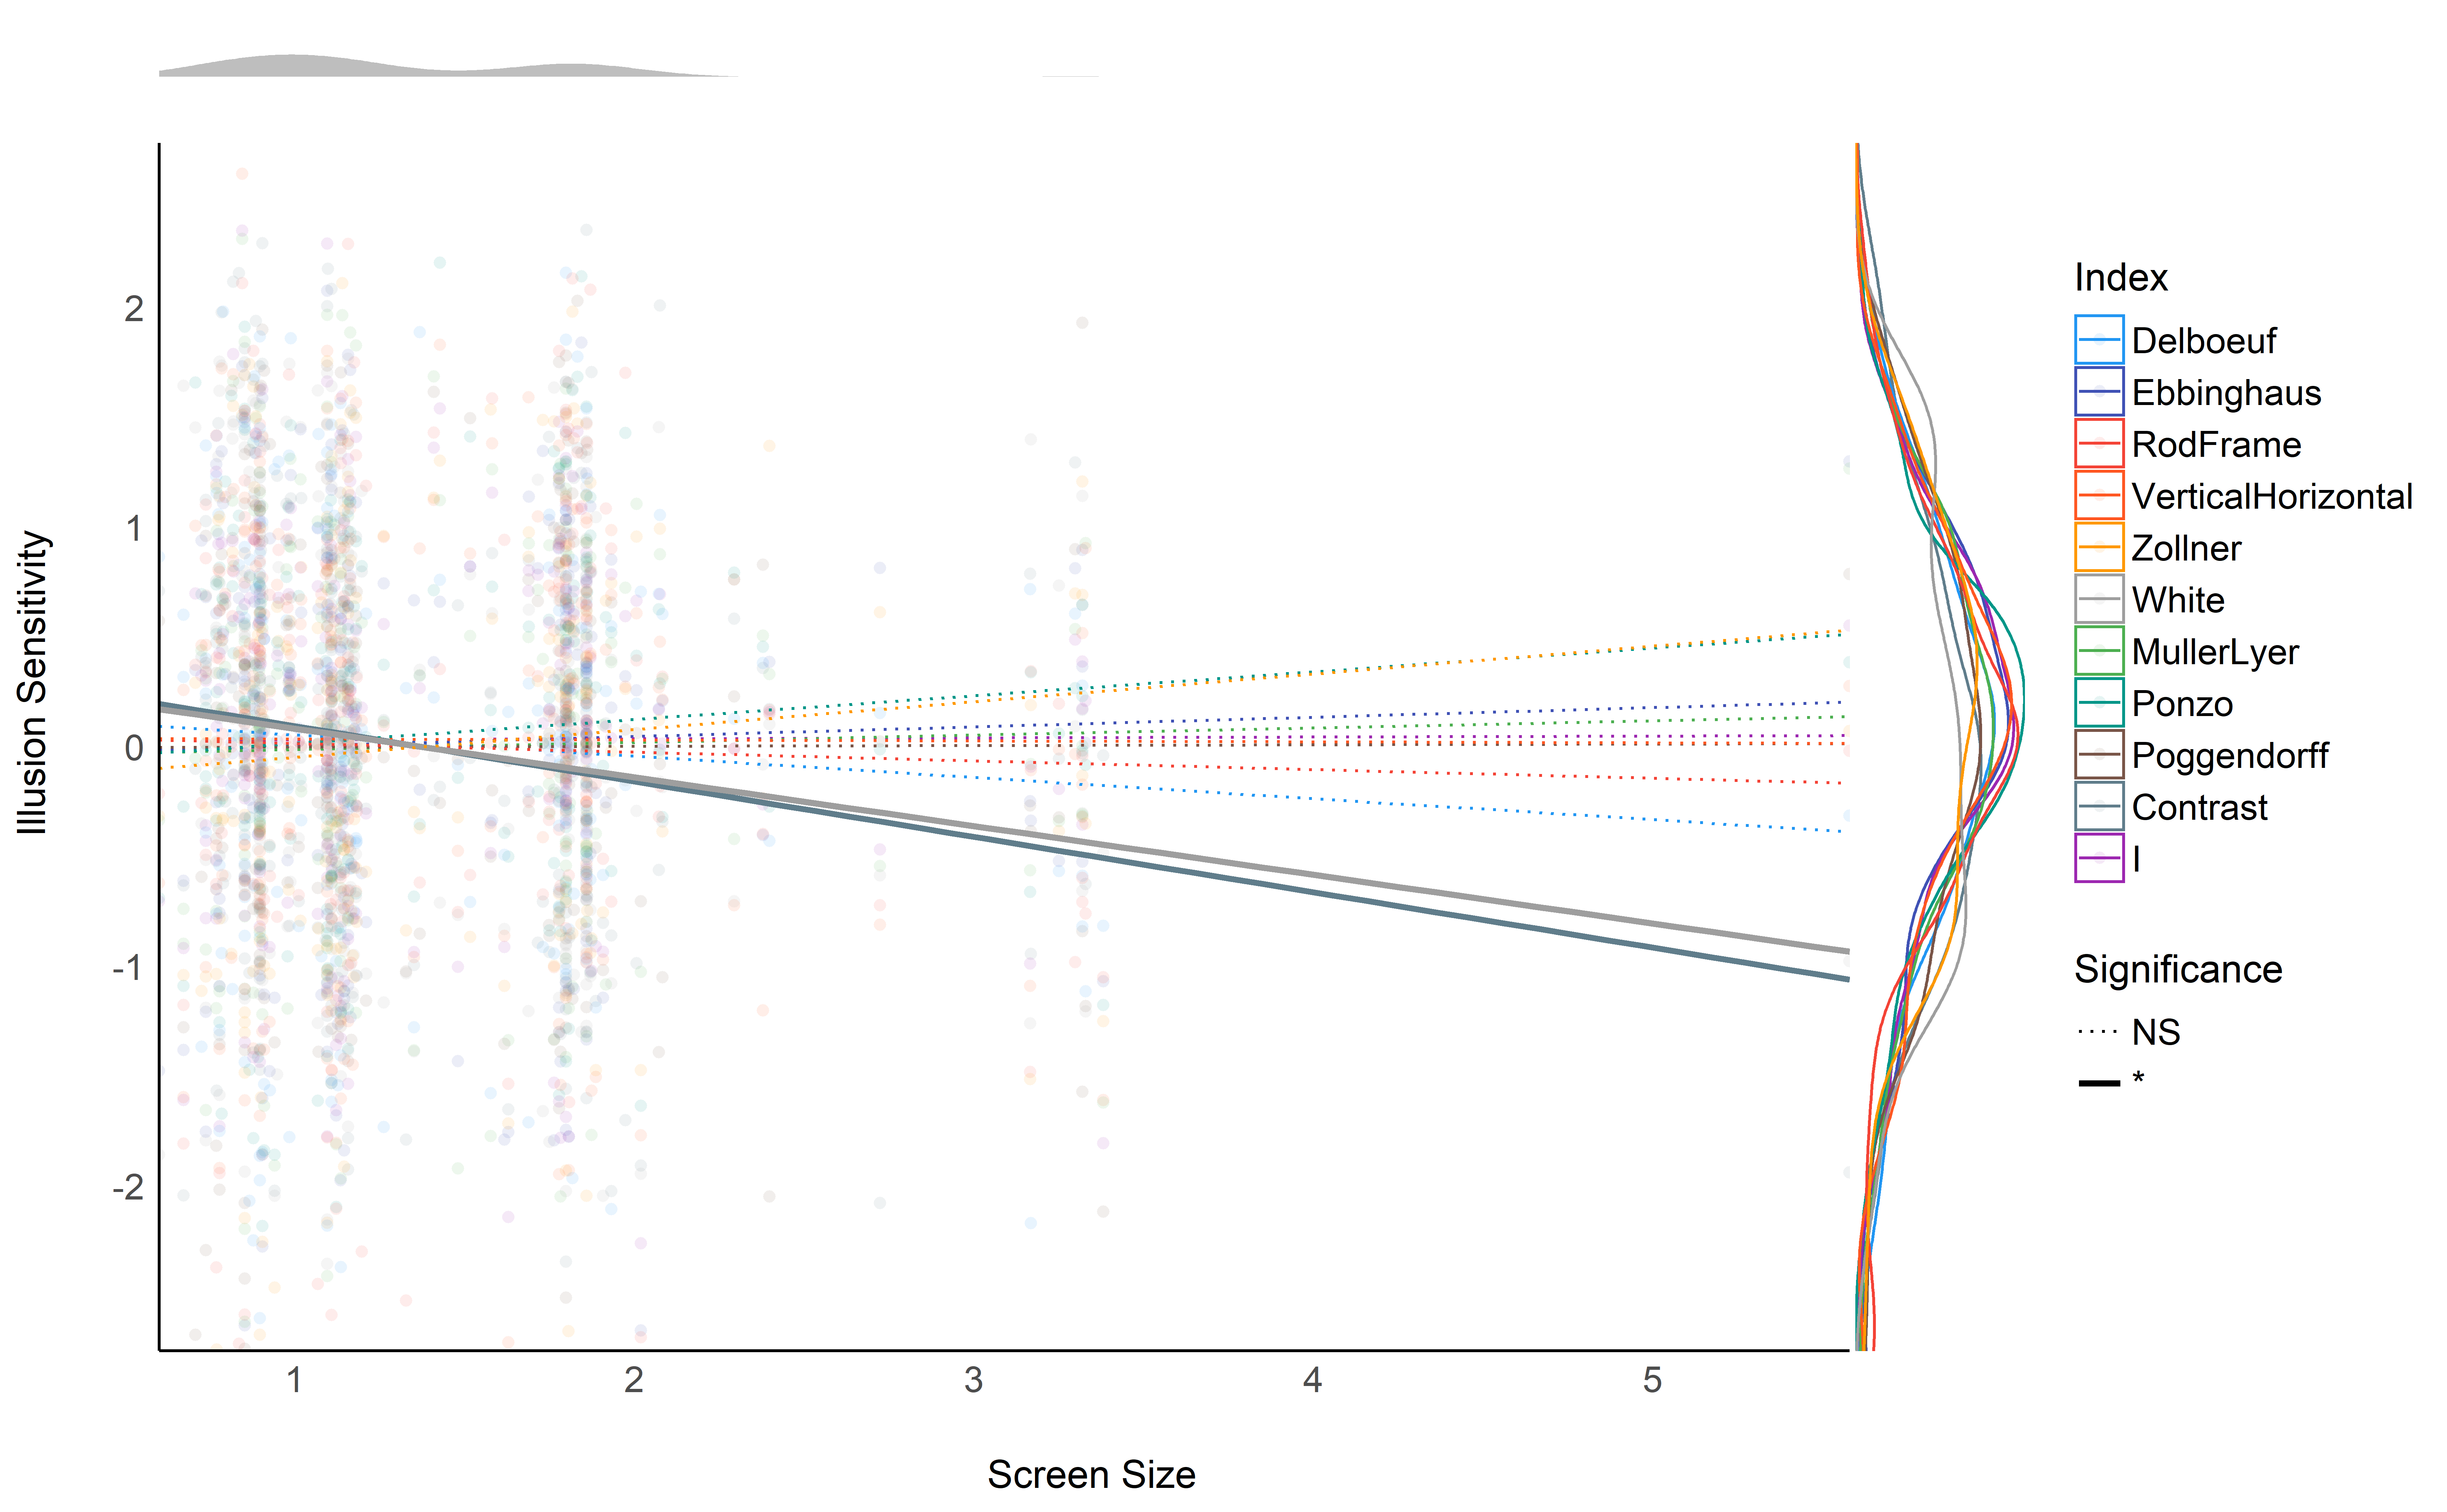 Illusion Sensitivity
2
1
0
-1
-2
1
2
3
4
5
Screen Size
Index
Delboeuf
Ebbinghaus
RodFrame
VerticalHorizontal
Zollner
White
MullerLyer
Ponzo
Poggendorff
Contrast
I
Significance
NS
*